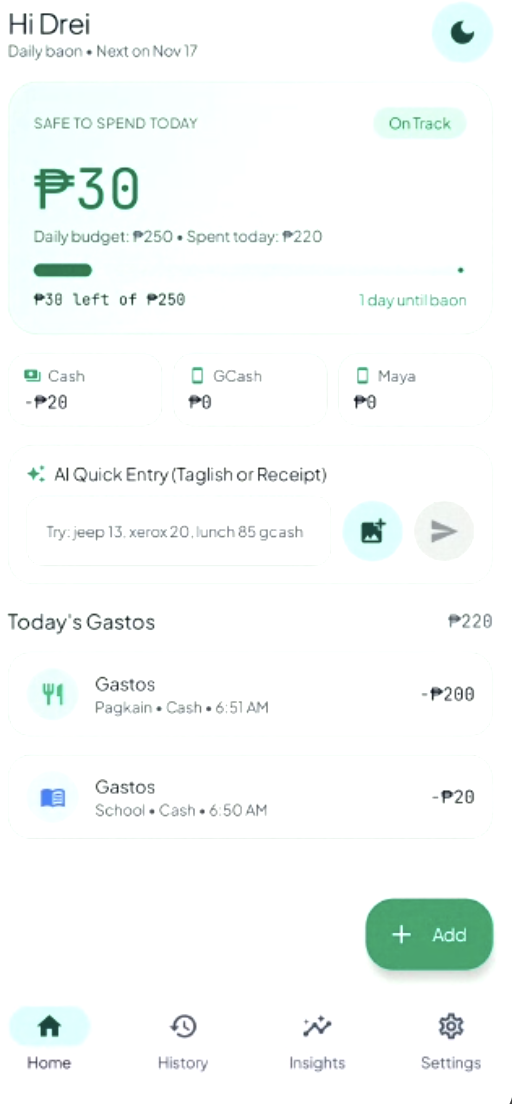 Hi Drei
Daily baon • Next on Nov 17
SAFE TO SPEND TODAY
On Track
₱30
Daily budget: ₱250 • Spent today: ₱220
₱30 left of ₱250
1 day until baon
Cash
-₱20
GCash
₱0
Maya
₱0
AI Quick Entry (Taglish or Receipt)
Try: jeep 13, xerox 20, lunch 85 gcash
Today's Gastos
₱220
Gastos
Pagkain • Cash • 6:51 AM
-₱200
Gastos
School • Cash • 6:50 AM
-₱20
+ Add
Home
History
Insights
Settings